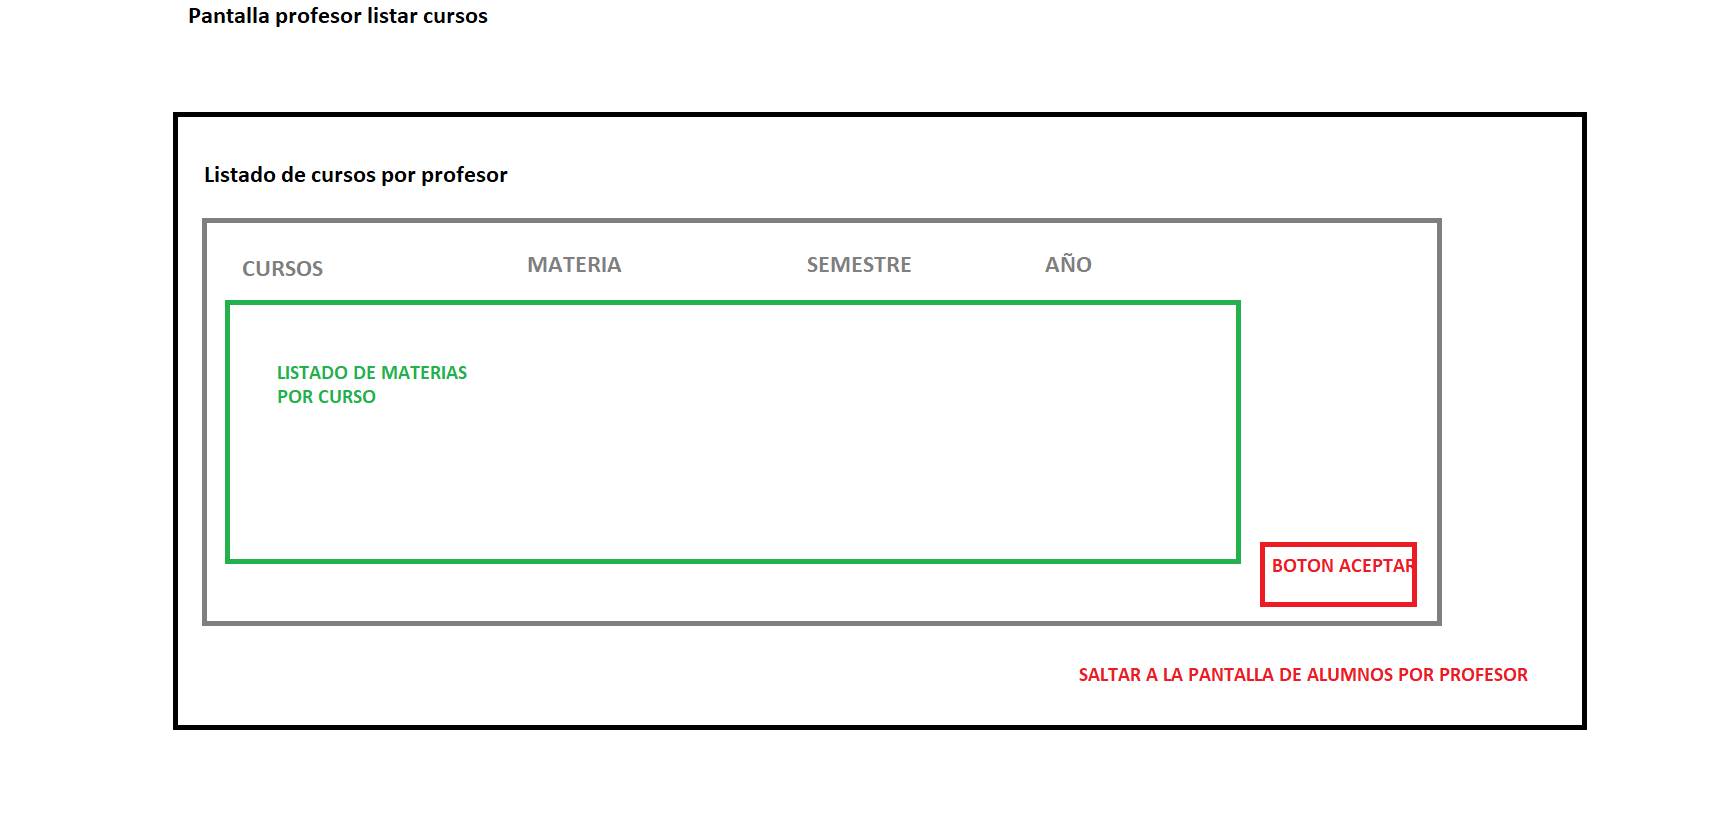 Pantalla profesor listar cursos
Listado de cursos por profesor
CURSOS MATERIA SEMESTRE AÑO
LISTADO DE MATERIAS
POR CURSO
BOTON ACEPTAR
SALTAR A LA PANTALLA DE ALUMNOS POR PROFESOR